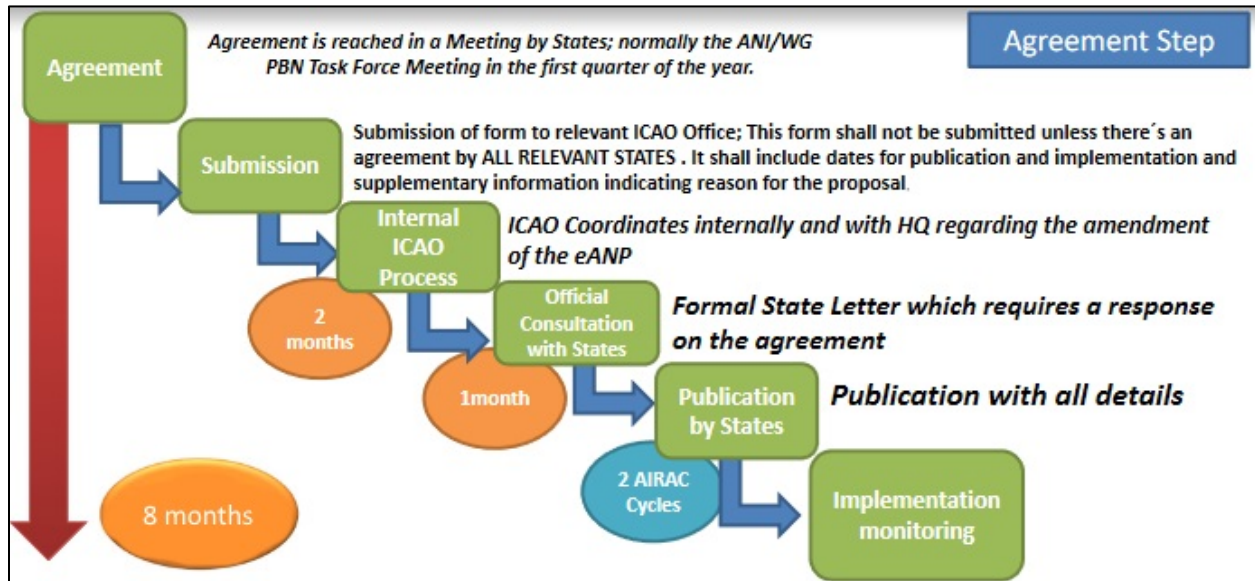 Agreement
Agreement is reached in a Meeting by States; normally the ANI/WG
PBN Task Force Meeting in the first quarter of the year.
Agreement Step
Submission
Submission of form to relevant ICAO Office; This form shall not be submitted unless there´s an
agreement by ALL RELEVANT STATES . It shall include dates for publication and implementation and
supplementary information indicating reason for the proposal.
Internal
ICAO
Process
ICAO Coordinates internally and with HQ regarding the amendment
of the eANP
2
months
Official
Consultation
with States
Formal State Letter which requires a response
on the agreement
1month
Publication
by States
Publication with all details
2 AIRAC
Cycles
Implementation
monitoring
8 months